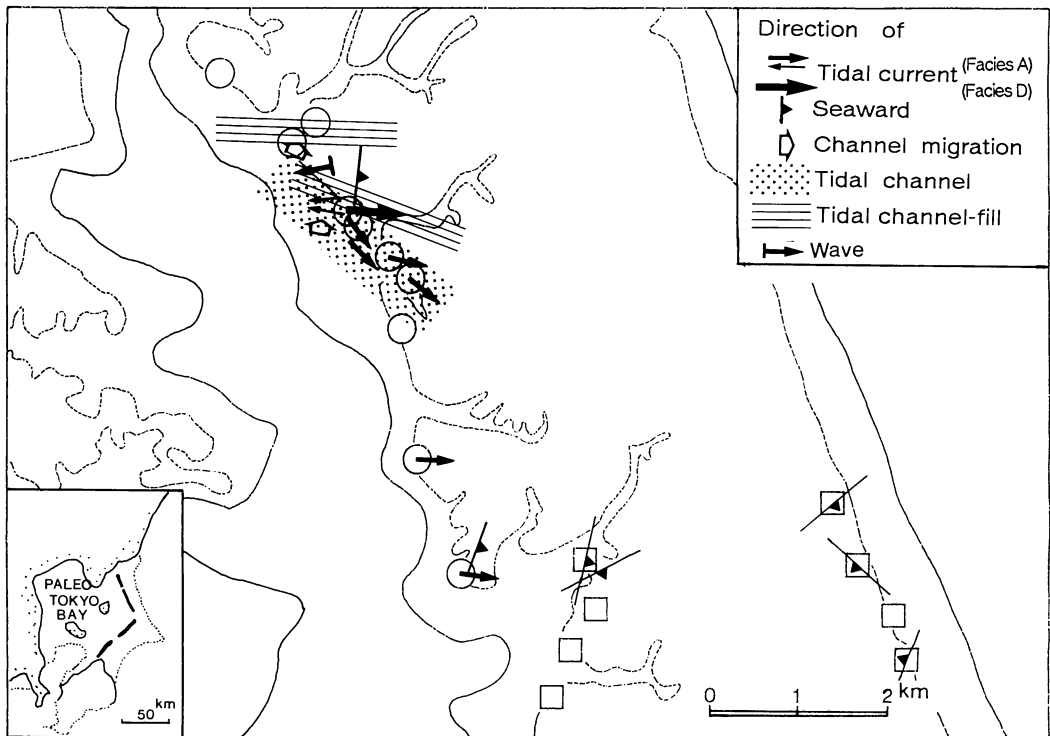 Direction of
Tidal current (Facies A)
(Facies D)
Seaward
Channel migration
Tidal channel
Tidal channel-fill
Wave
PALEO
TOKYO
BAY
50 km
0 1 2
km